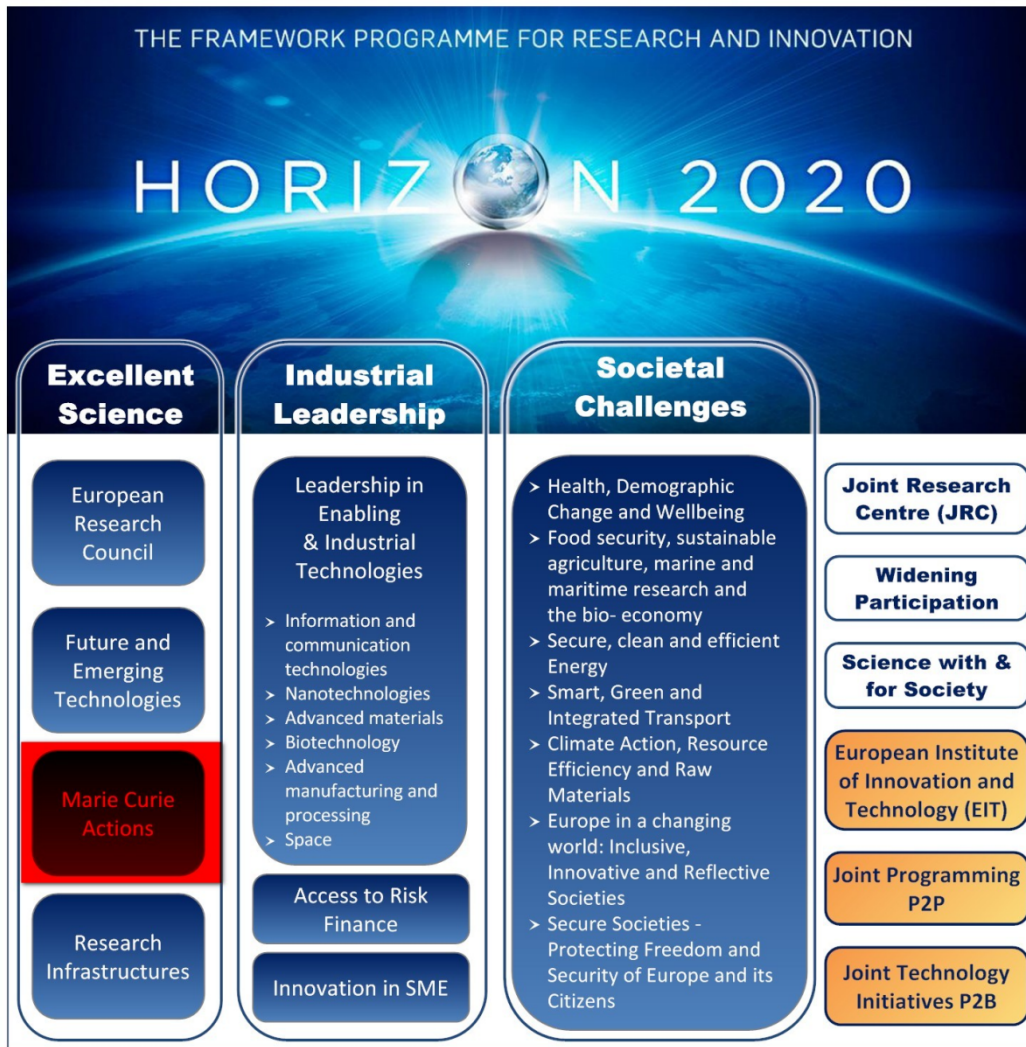 THE FRAMEWORK PROGRAMME FOR RESEARCH AND INNOVATION
HORIZON 2020
Excellent
Science
European
Research
Council
Future and
Emerging
Technologies
Marie Curie
Actions
Research
Infrastructures
Industrial
Leadership
Leadership in
Enabling
& Industrial
Technologies
➢ Information and
communication
technologies
➢ Nanotechnologies
➢ Advanced materials
➢ Biotechnology
➢ Advanced
manufacturing and
processing
➢ Space
Access to Risk
Finance
Innovation in SME
Societal
Challenges
➢ Health, Demographic
Change and Wellbeing
➢ Food security, sustainable
agriculture, marine and
maritime research and
the bio- economy
➢ Secure, clean and efficient
Energy
➢ Smart, Green and
Integrated Transport
➢ Climate Action, Resource
Efficiency and Raw
Materials
➢ Europe in a changing
world: Inclusive,
Innovative and Reflective
Societies
➢ Secure Societies -
Protecting Freedom and
Security of Europe and its
Citizens
Joint Research
Centre (JRC)
Widening
Participation
Science with &
for Society
European Institute
of Innovation and
Technology (EIT)
Joint Programming
P2P
Joint Technology
Initiatives P2B